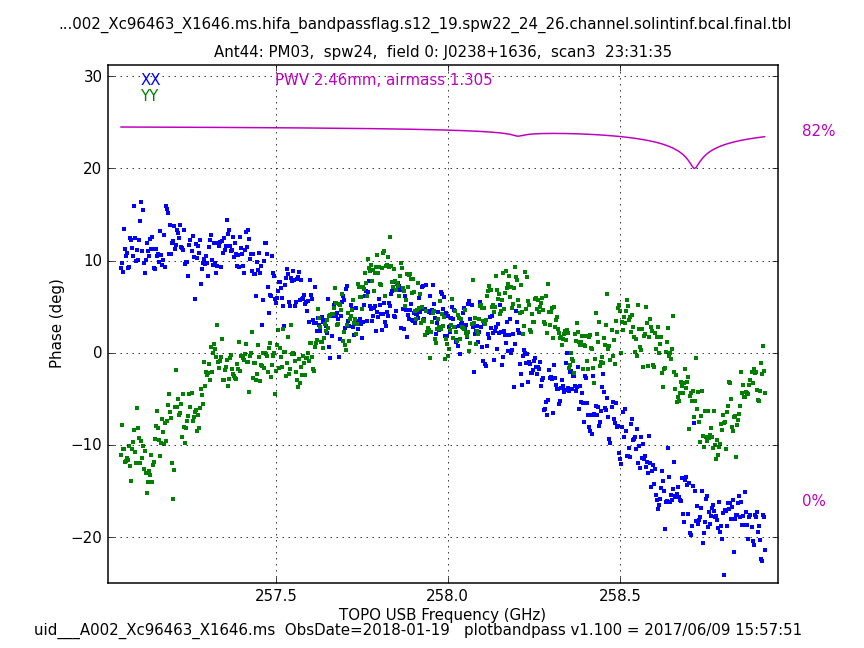 ...002_Xc96463_X1646.ms.hifa_bandpassflag.s12_19.spw22_24_26.channel.solintinf.bcal.final.tbl
Ant44: PM03,  spw24,  field 0: J0238+1636,  scan3  23:31:35
XX
PWV 2.46mm, airmass 1.305
YY
82%
0%
30
20
10
0
−10
−20
Phase (deg)
257.5
258.0
258.5
TOPO USB Frequency (GHz)
uid___A002_Xc96463_X1646.ms  ObsDate=2018-01-19   plotbandpass v1.100 = 2017/06/09 15:57:51